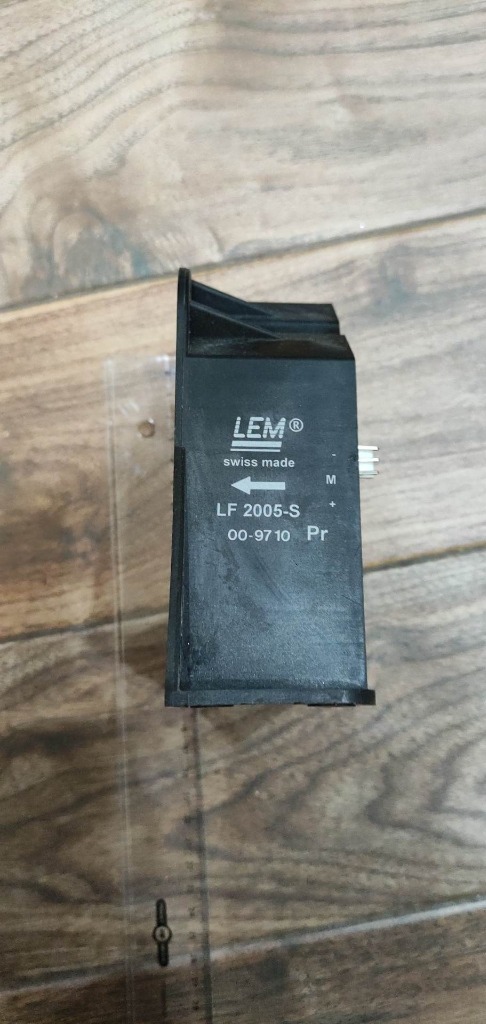 LEM®
swiss made
-
M
+
LF 2005-S
00-9710 Pr